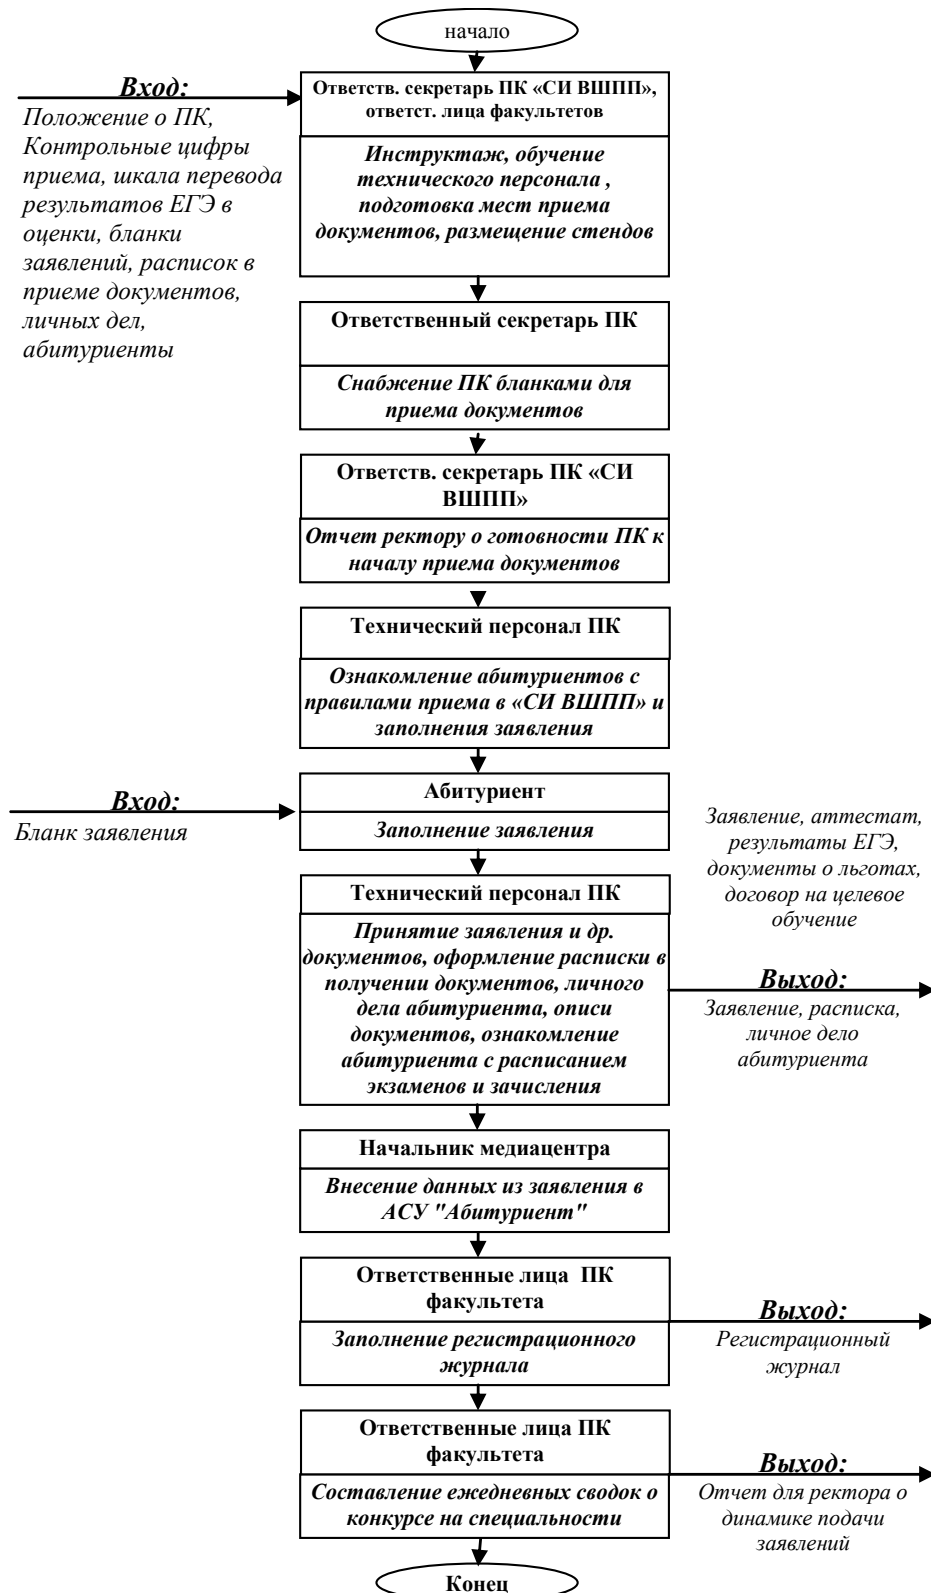 начало
Вход:
Положение о ПК,
Контрольные цифры
приема, шкала перевода
результатов ЕГЭ в
оценки, бланки
заявлений, расписок в
приеме документов,
личных дел,
абитуриенты
Ответств. секретарь ПК «СИ ВШПП»,
ответст. лица факультетов
Инструктаж, обучение
технического персонала ,
подготовка мест приема
документов, размещение стендов
Ответственный секретарь ПК
Снабжение ПК бланками для
приема документов
Ответств. секретарь ПК «СИ
ВШПП»
Отчет ректору о готовности ПК к
началу приема документов
Технический персонал ПК
Ознакомление абитуриентов с
правилами приема в «СИ ВШПП» и
заполнения заявления
Вход:
Бланк заявления
Абитуриент
Заполнение заявления
Заявление, аттестат,
результаты ЕГЭ,
документы о льготах,
договор на целевое
обучение
Технический персонал ПК
Принятие заявления и др.
документов, оформление расписки в
получении документов, личного
дела абитуриента, описи
документов, ознакомление
абитуриента с расписанием
экзаменов и зачисления
Выход:
Заявление, расписка,
личное дело
абитуриента
Начальник медиацентра
Внесение данных из заявления в
АСУ "Абитуриент"
Ответственные лица ПК
факультета
Заполнение регистрационного
журнала
Выход:
Регистрационный
журнал
Ответственные лица ПК
факультета
Составление ежедневных сводок о
конкурсе на специальности
Выход:
Отчет для ректора о
динамике подачи
заявлений
Конец